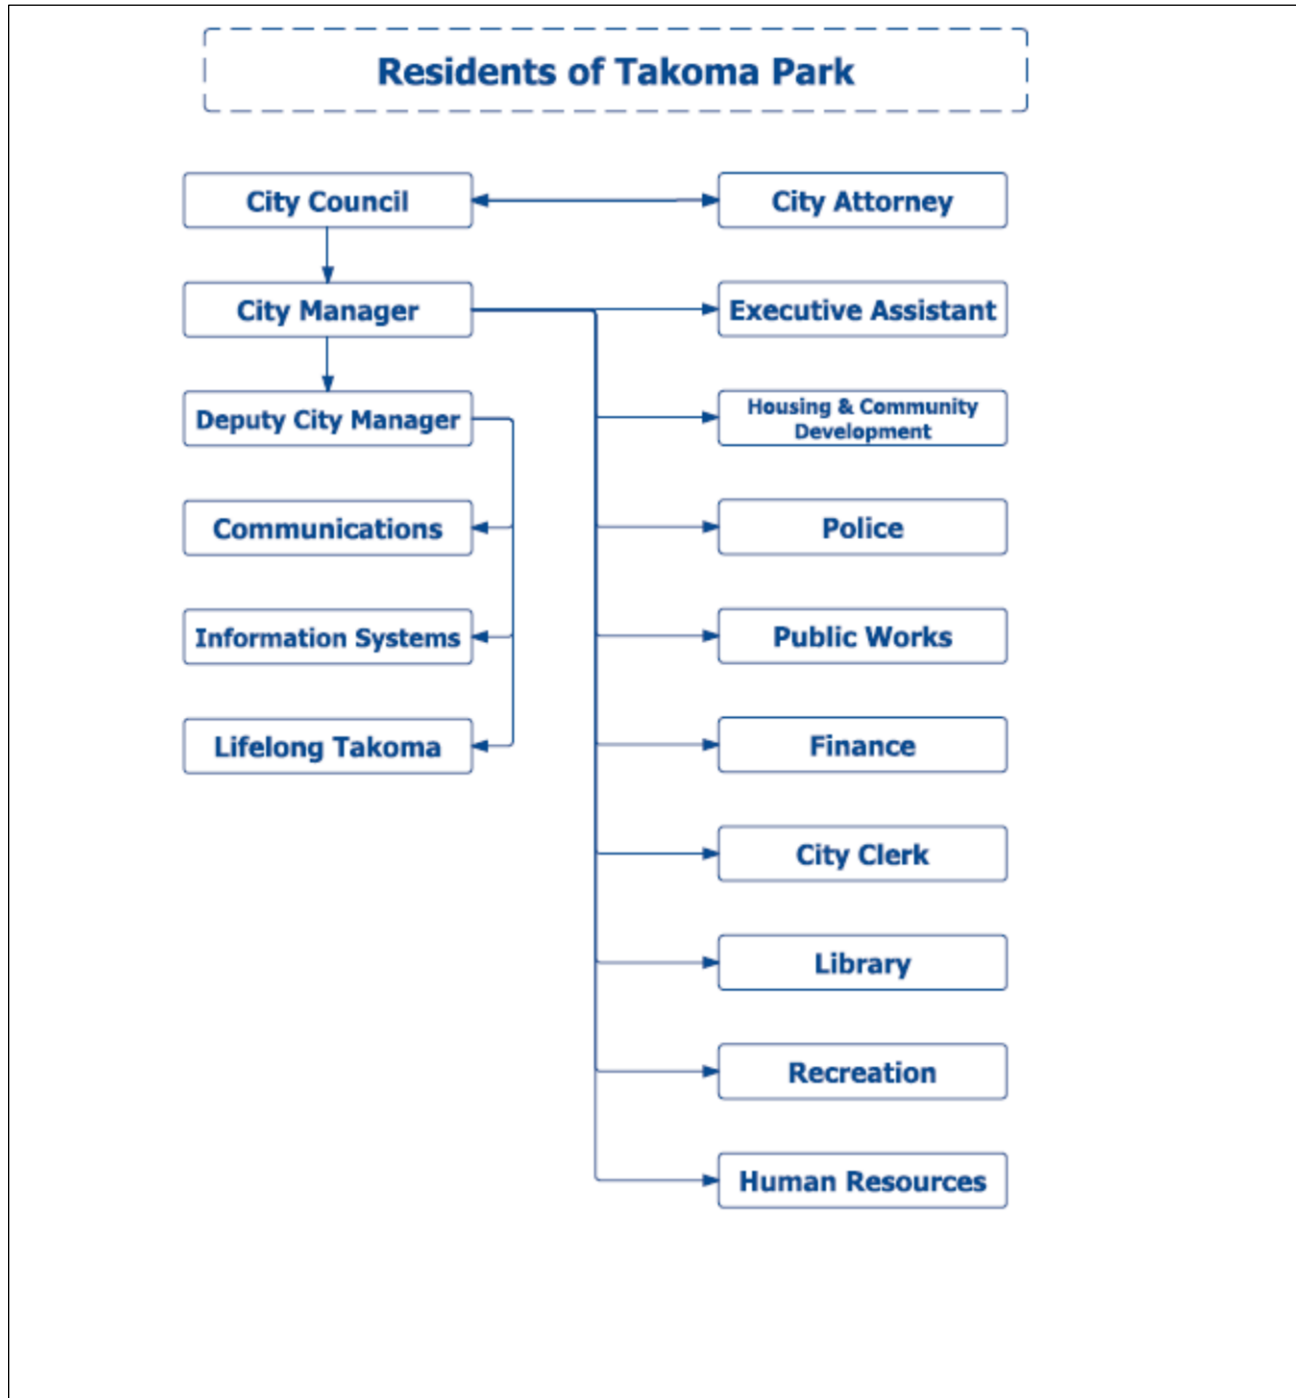 Residents of Takoma Park
City Council
City Attorney
City Manager
Executive Assistant
Deputy City Manager
Housing & Community
Development
Communications
Police
Information Systems
Public Works
Lifelong Takoma
Finance
City Clerk
Library
Recreation
Human Resources